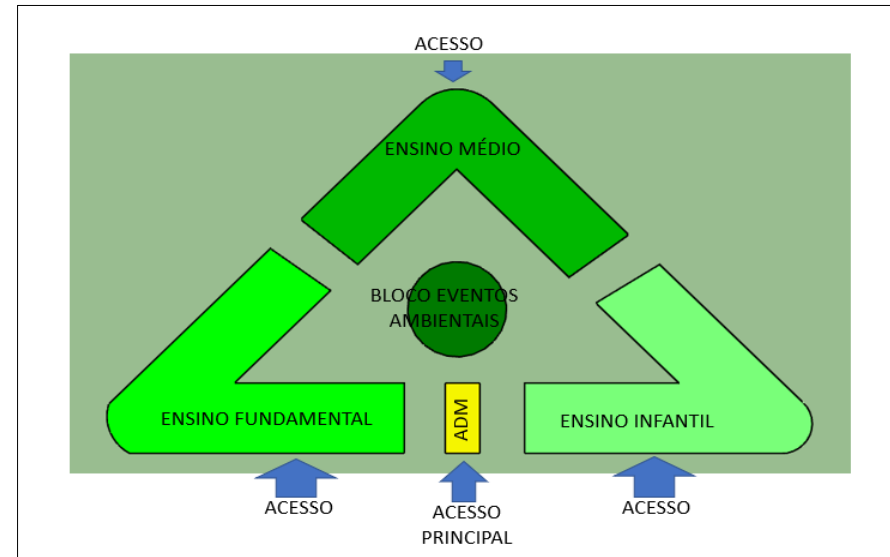 ACESSO
ENSINO MÉDIO
BLOCO EVENTOS
AMBIENTAIS
ENSINO FUNDAMENTAL
ADM
ENSINO INFANTIL
ACESSO
ACESSO
PRINCIPAL
ACESSO